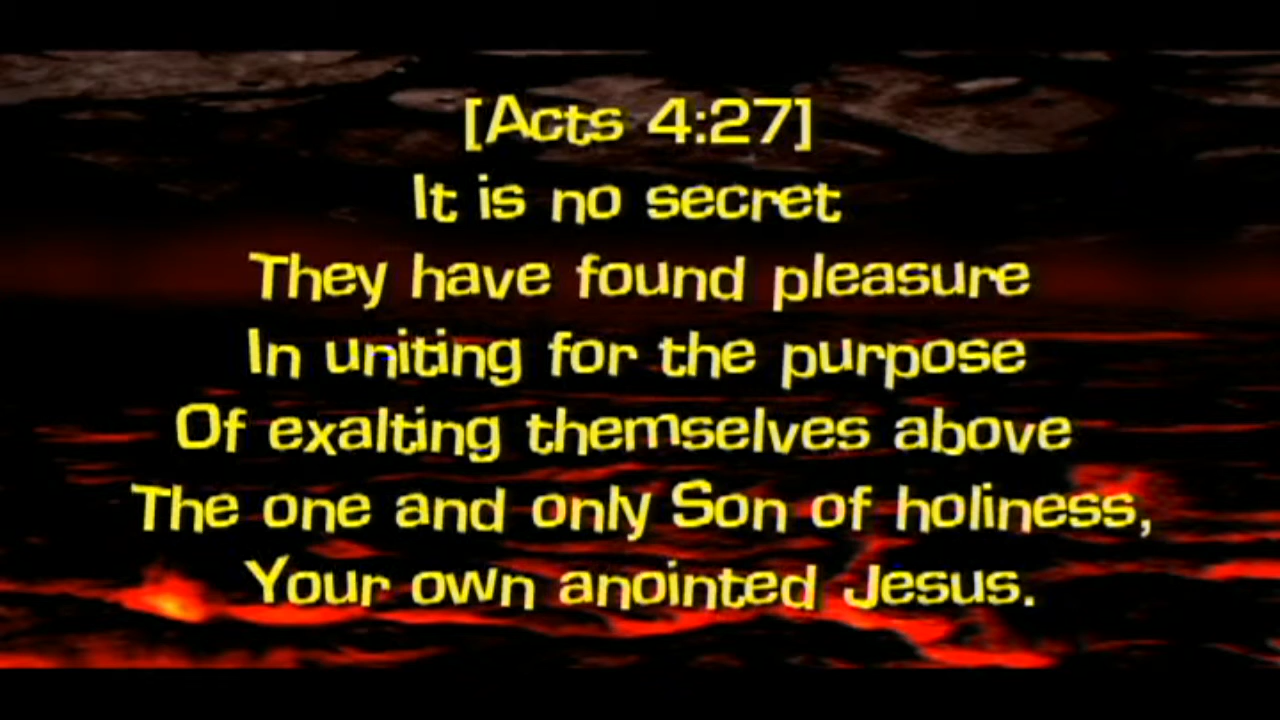 [Acts 4:27]
It is no secret
They have found pleasure
In uniting for the purpose
Of exalting themselves above
The one and only Son of holiness,
Your own anointed Jesus.